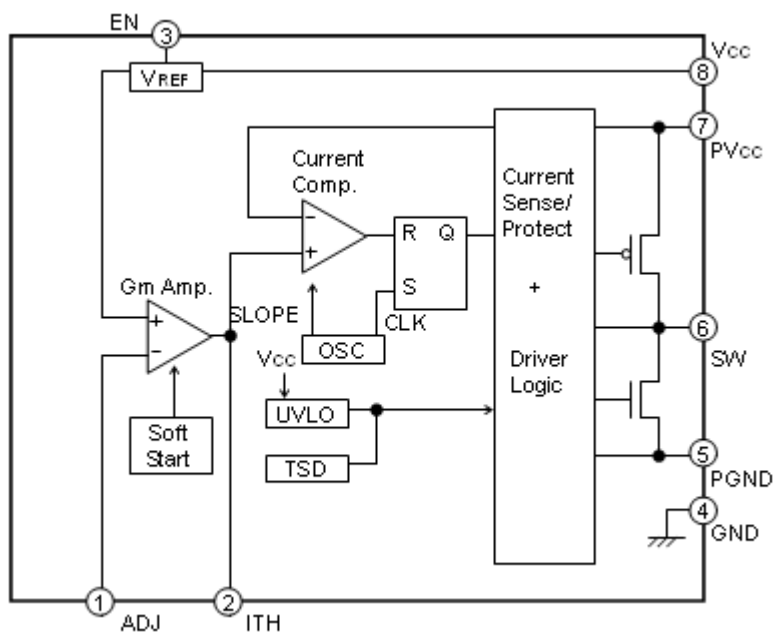 EN
3
Vcc
VREF
8
7
PVcc
Current
Comp.
Current
Sense/
Protect
−
+
R Q
S
+
Gm Amp.
SLOPE
CLK
OSC
6
SW
+
−
Vcc
Driver
Logic
UVLO
Soft
Start
TSD
5
PGND
4
GND
1
ADJ
2
ITH